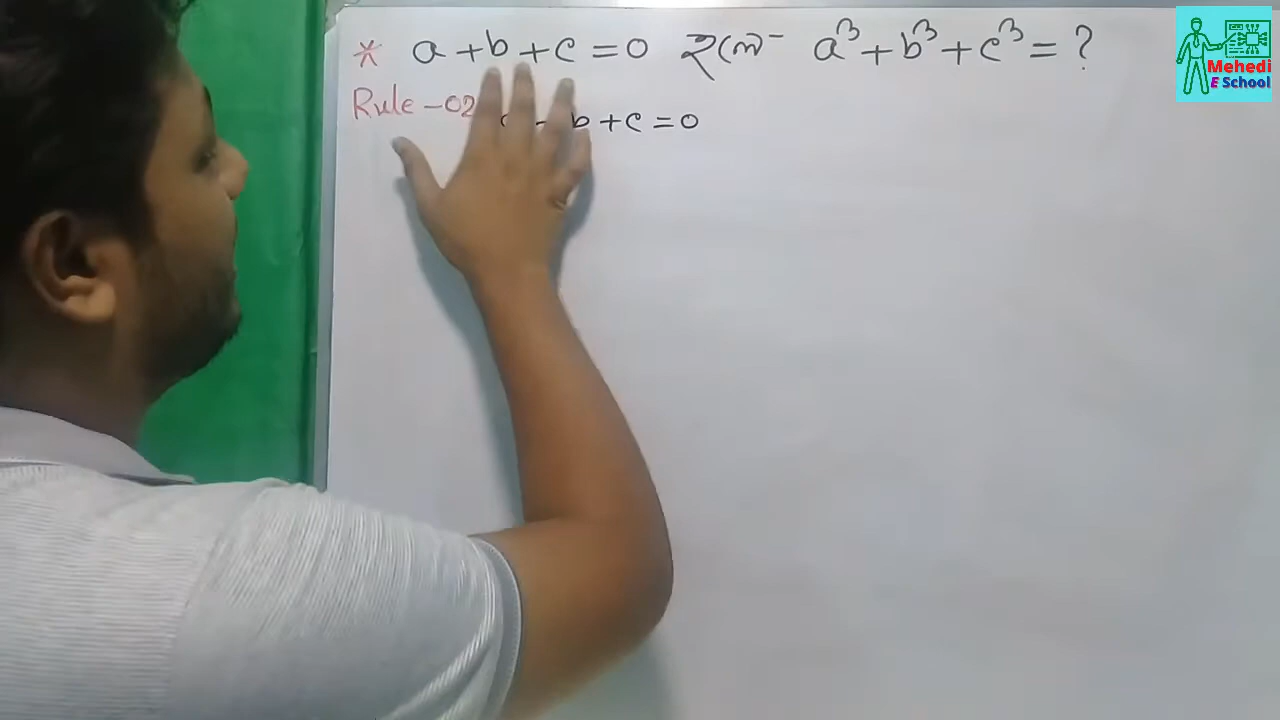 * a + b + c = 0 হলে- a³ + b³ + c³ = ?
Rule - 02
b + c = 0
Mehedi
E School